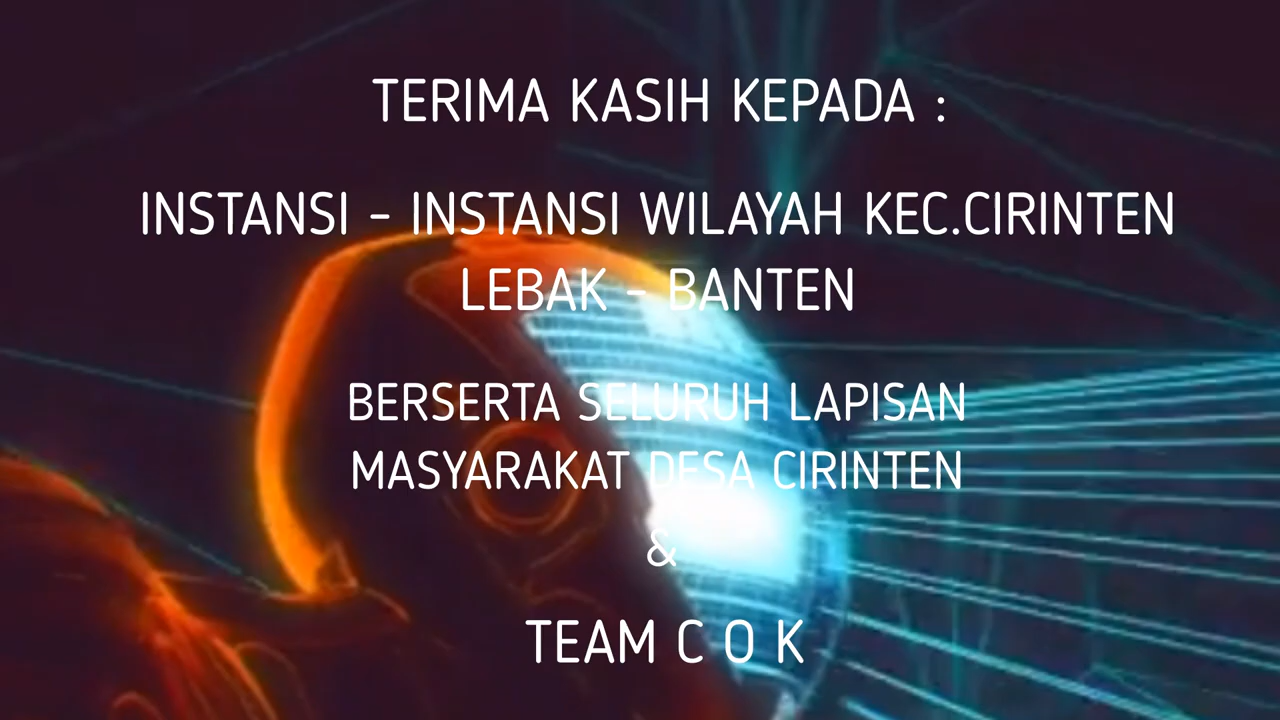 TERIMA KASIH KEPADA :
INSTANSI - INSTANSI WILAYAH KEC.CIRINTEN
LEBAK - BANTEN
BERSERTA SELURUH LAPISAN
MASYARAKAT DESA CIRINTEN
&
TEAM C O K